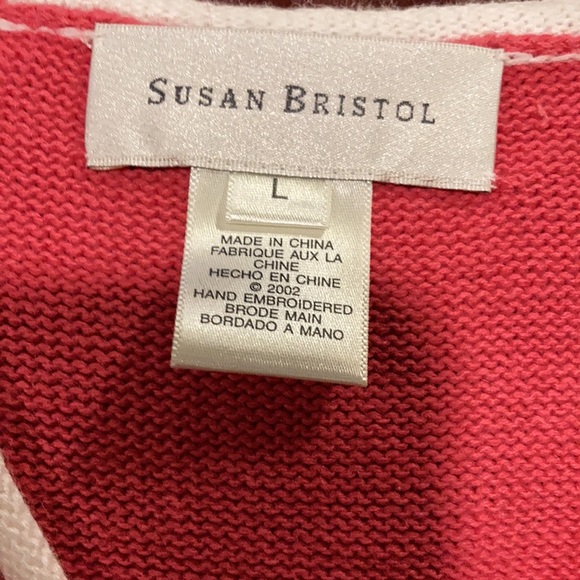 SUSAN BRISTOL
L
MADE IN CHINA
FABRIQUE AUX LA
CHINE
HECHO EN CHINE
© 2002
HAND EMBROIDERED
BRODE MAIN
BORDADO A MANO